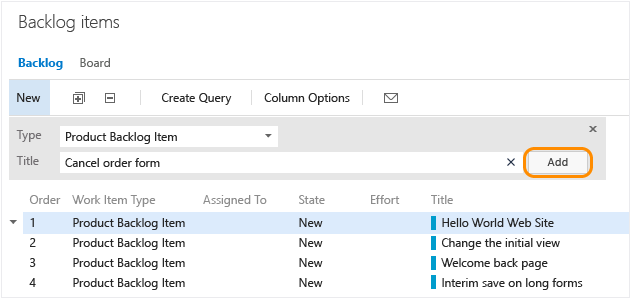 Backlog items
Backlog Board
New Create Query Column Options
Type Product Backlog Item
Title Cancel order form Add
Order Work Item Type Assigned To State Effort Title
1 Product Backlog Item New Hello World Web Site
2 Product Backlog Item New Change the initial view
3 Product Backlog Item New Welcome back page
4 Product Backlog Item New Interim save on long forms